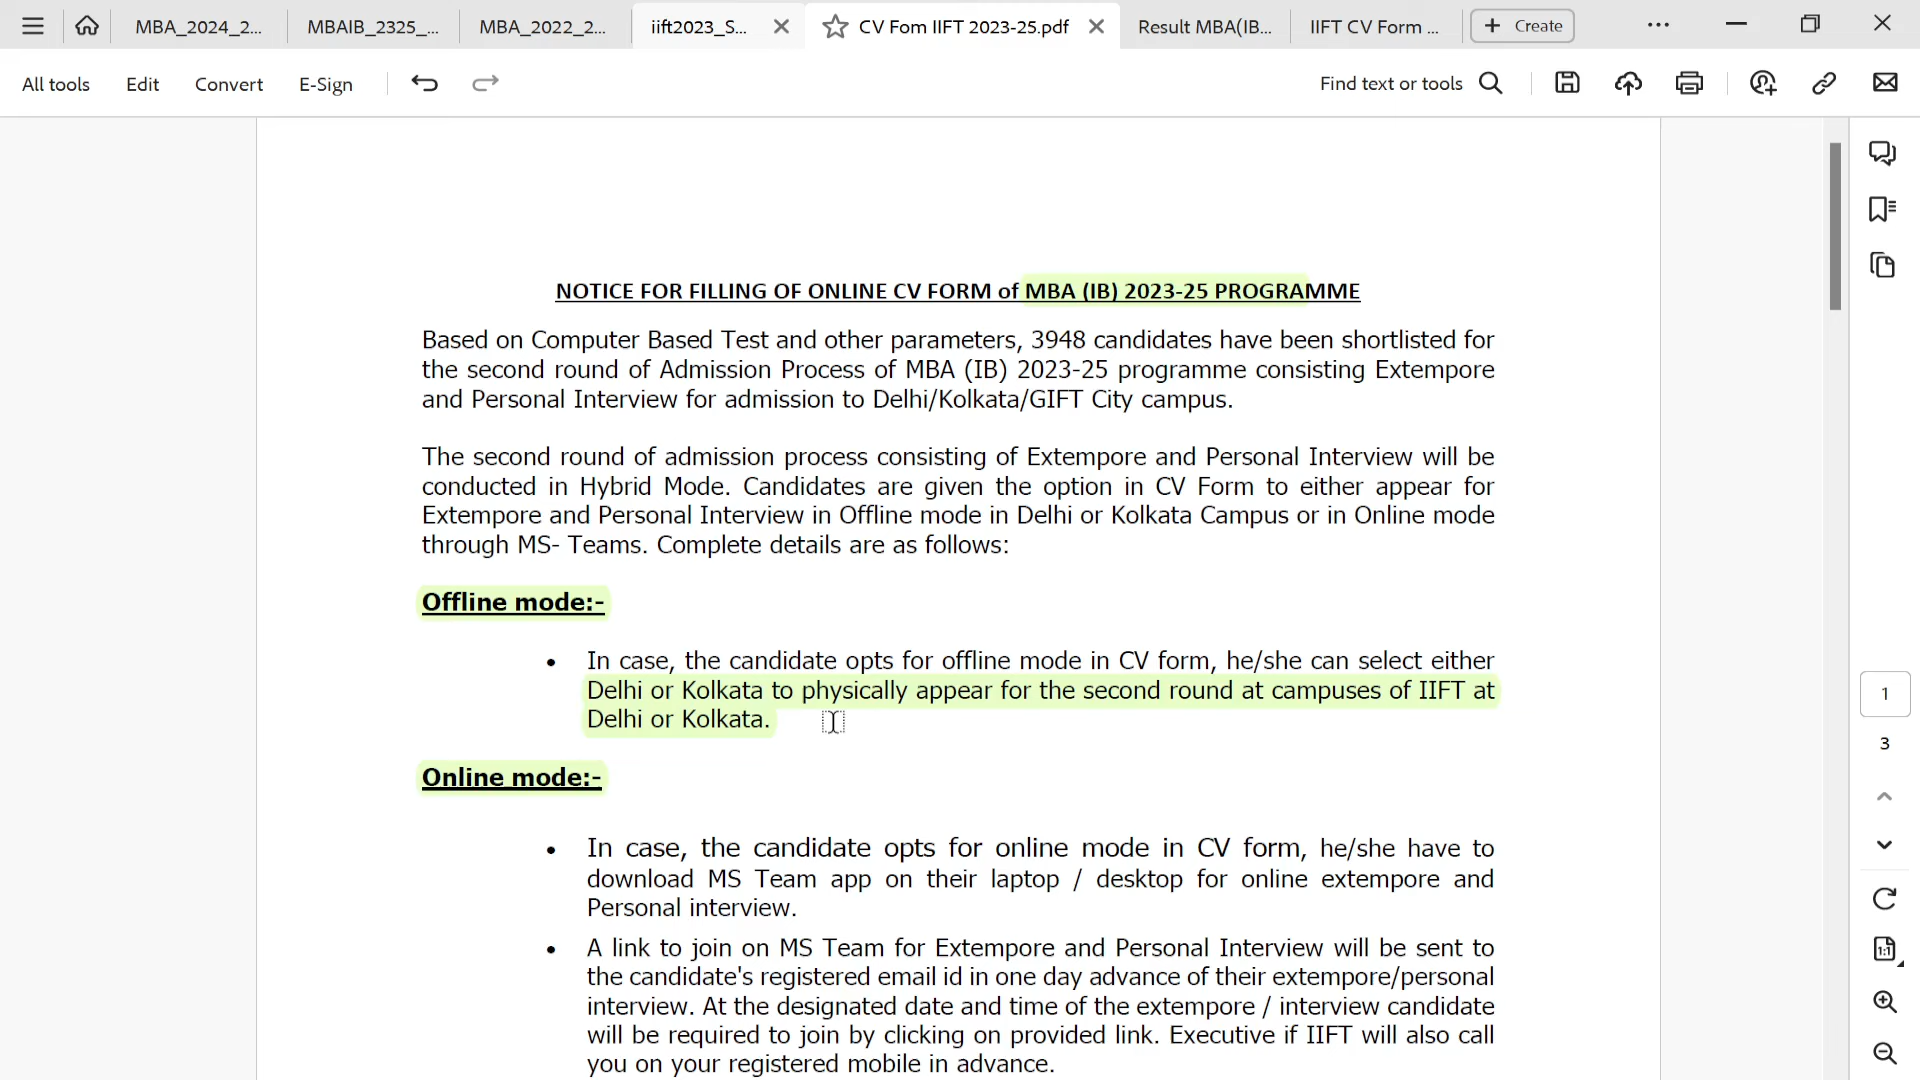 MBA_2024_2...
MBAIB_2325_...
MBA_2022_2...
iift2023_S...
CV Fom IIFT 2023-25.pdf
Result MBA(IB...
IIFT CV Form ...
+ Create
All tools
Edit
Convert
E-Sign
Find text or tools
NOTICE FOR FILLING OF ONLINE CV FORM of MBA (IB) 2023-25 PROGRAMME
Based on Computer Based Test and other parameters, 3948 candidates have been shortlisted for
the second round of Admission Process of MBA (IB) 2023-25 programme consisting Extempore
and Personal Interview for admission to Delhi/Kolkata/GIFT City campus.
The second round of admission process consisting of Extempore and Personal Interview will be
conducted in Hybrid Mode. Candidates are given the option in CV Form to either appear for
Extempore and Personal Interview in Offline mode in Delhi or Kolkata Campus or in Online mode
through MS- Teams. Complete details are as follows:
Offline mode:-
• In case, the candidate opts for offline mode in CV form, he/she can select either
Delhi or Kolkata to physically appear for the second round at campuses of IIFT at
Delhi or Kolkata.
Online mode:-
• In case, the candidate opts for online mode in CV form, he/she have to
download MS Team app on their laptop / desktop for online extempore and
Personal interview.
• A link to join on MS Team for Extempore and Personal Interview will be sent to
the candidate's registered email id in one day advance of their extempore/personal
interview. At the designated date and time of the extempore / interview candidate
will be required to join by clicking on provided link. Executive if IIFT will also call
you on your registered mobile in advance.
1
3
1:1